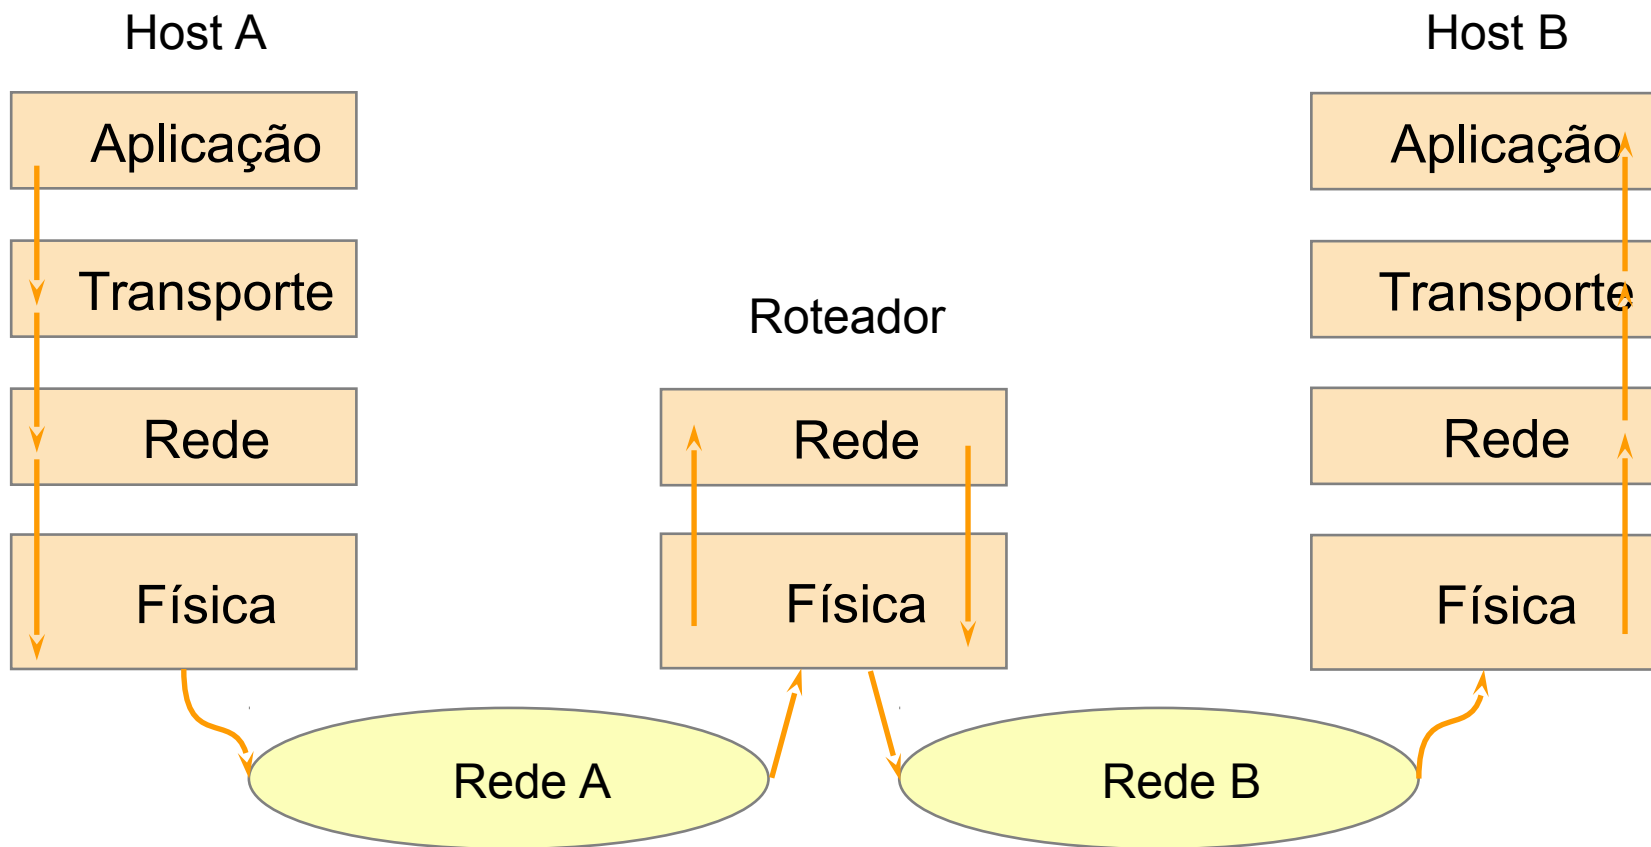 Host A
Host B
Aplicação
Aplicação
Transporte
Transporte
Roteador
Rede
Rede
Rede
Física
Física
Física
Rede A
Rede B